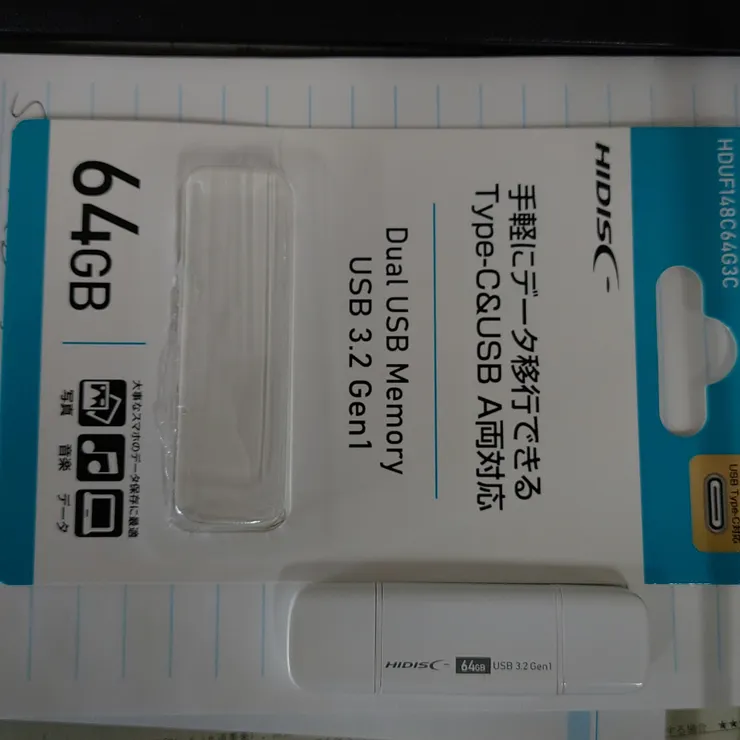 HDUF148C64G3C
USB Type-C対応
HIDISC
手軽にデータ移行できる
Type-C&USB A両対応
Dual USB Memory
USB 3.2 Gen1
64GB
大事なスマホのデータ保存に最適
写真
音楽
データ
HIDISC 64GB USB 3.2 Gen1
る場合 ★★